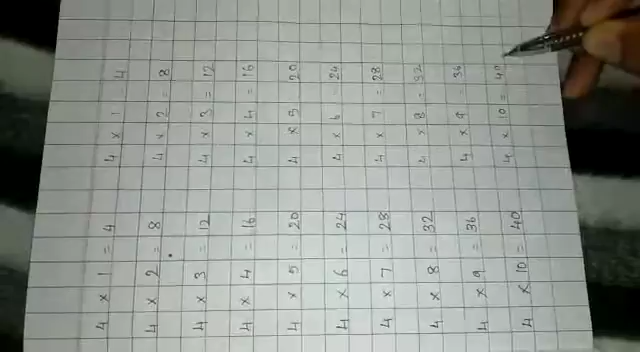 4 × 1 = 4 4 × 1 = 4
4 × 2 = 8 4 × 2 = 8
4 × 3 = 12 4 × 3 = 12
4 × 4 = 16 4 × 4 = 16
4 × 5 = 20 4 × 5 20
4 × 6 = 24 4 × 6 = 24
4 × 7 = 28 4 × 7 = 28
4 × 8 = 32 4 × 8 = 32
4 × 9 = 36 4 × 9 = 36
4 × 10 = 40 4 × 10 = 40